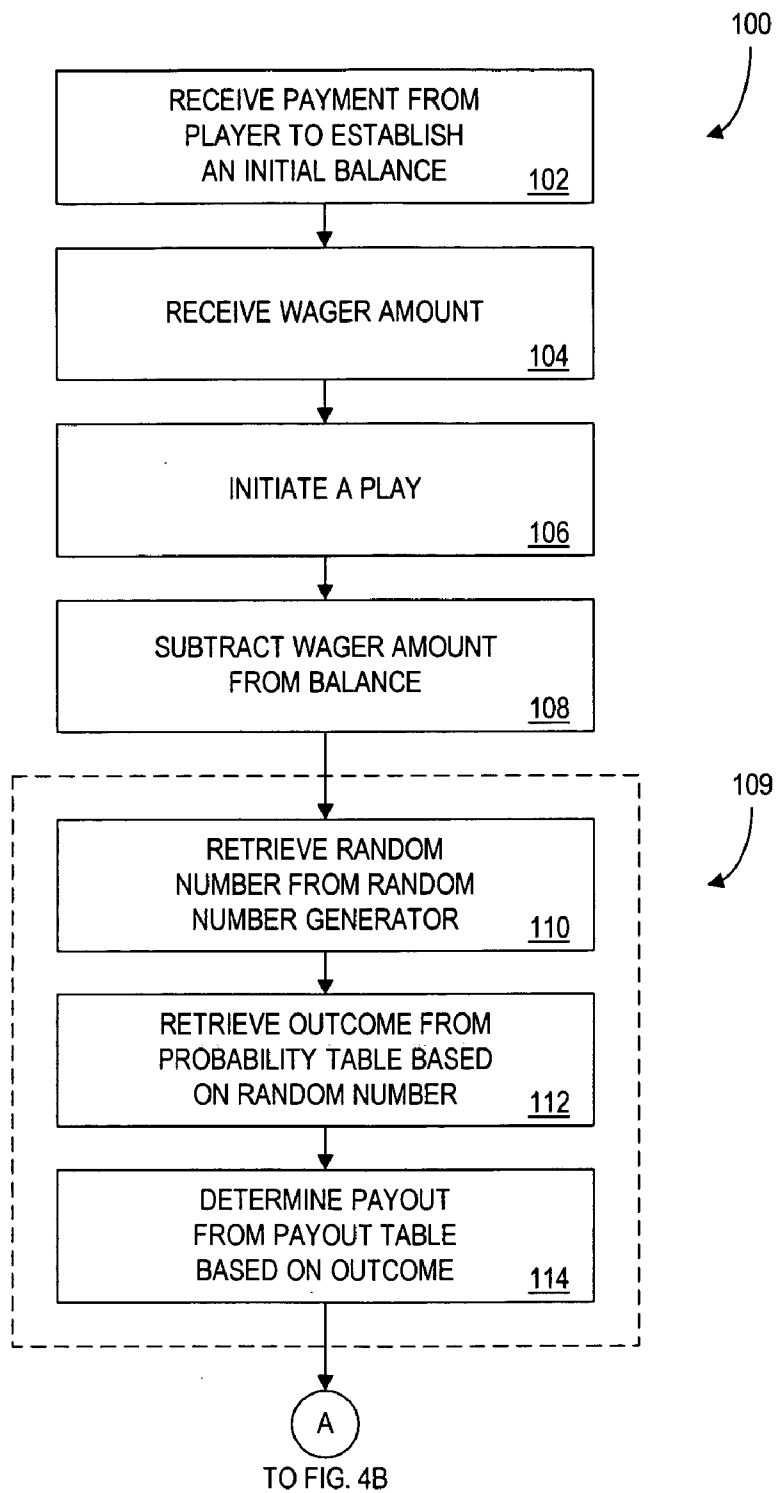 100
RECEIVE PAYMENT FROM
PLAYER TO ESTABLISH
AN INITIAL BALANCE
102
RECEIVE WAGER AMOUNT
104
INITIATE A PLAY
106
SUBTRACT WAGER AMOUNT
FROM BALANCE
108
109
RETRIEVE RANDOM
NUMBER FROM RANDOM
NUMBER GENERATOR
110
RETRIEVE OUTCOME FROM
PROBABILITY TABLE BASED
ON RANDOM NUMBER
112
DETERMINE PAYOUT
FROM PAYOUT TABLE
BASED ON OUTCOME
114
A
TO FIG. 4B